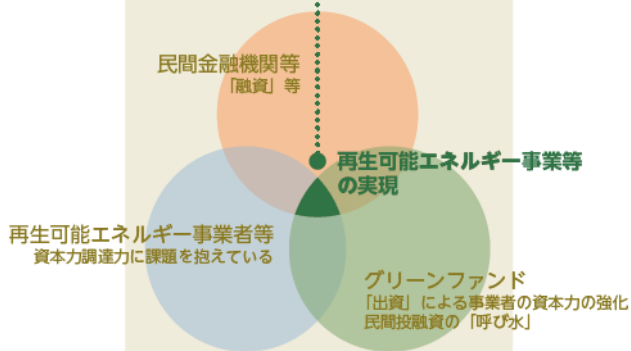 民間金融機関等
「融資」等
再生可能エネルギー事業等
の実現
再生可能エネルギー事業者等
資本力調達力に課題を抱えている
グリーンファンド
「出資」による事業者の資本力の強化
民間投融資の「呼び水」